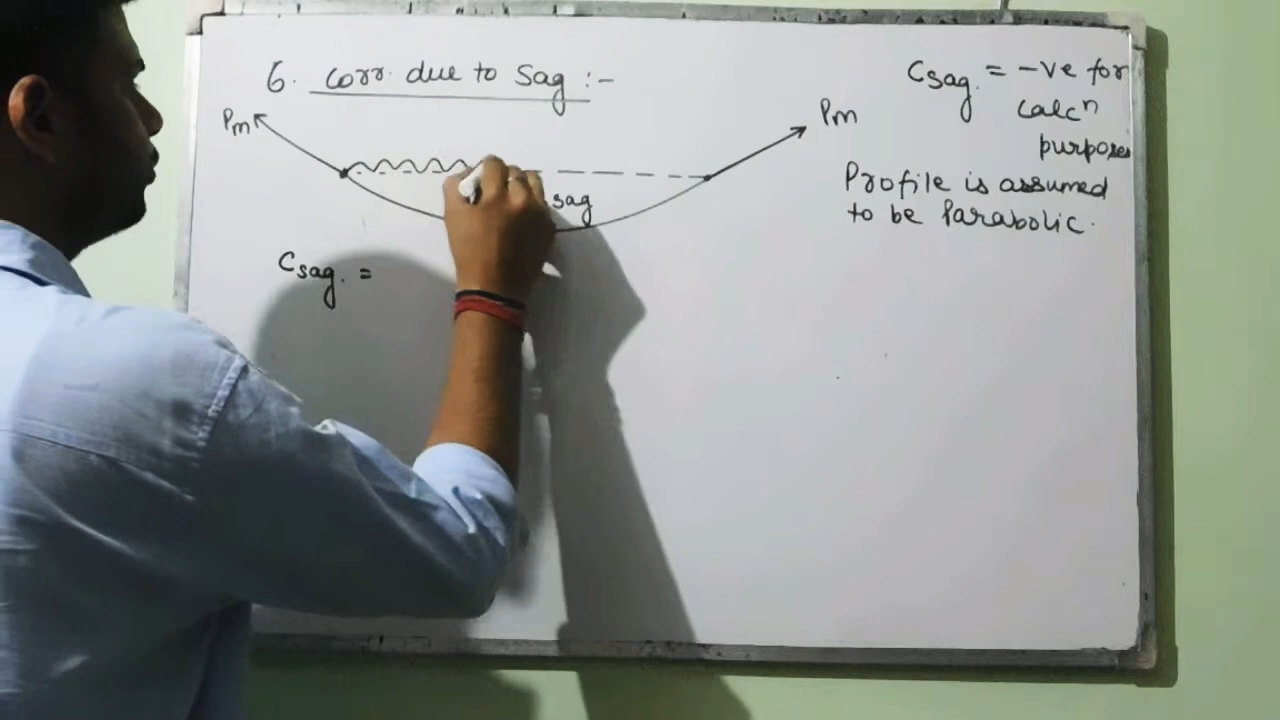 6. Corr. due to Sag :-
Pm
Pm
sag
Csag. =
Csag. = -ve for
calcⁿ
purposes
Profile is assumed
to be Parabolic.